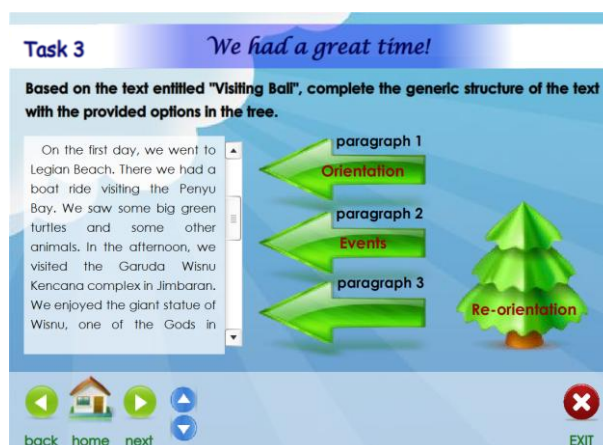 Task 3
We had a great time!
Based on the text entitled "Visiting Bali", complete the generic structure of the text
with the provided options in the tree.
On the first day, we went to
Legian Beach. There we had a
boat ride visiting the Penyu
Bay. We saw some big green
turtles and some other
animals. In the afternoon, we
visited the Garuda Wisnu
Kencana complex in Jimbaran.
We enjoyed the giant statue of
Wisnu, one of the Gods in
paragraph 1
Orientation
paragraph 2
Events
paragraph 3
Re-orientation
back home next
EXIT